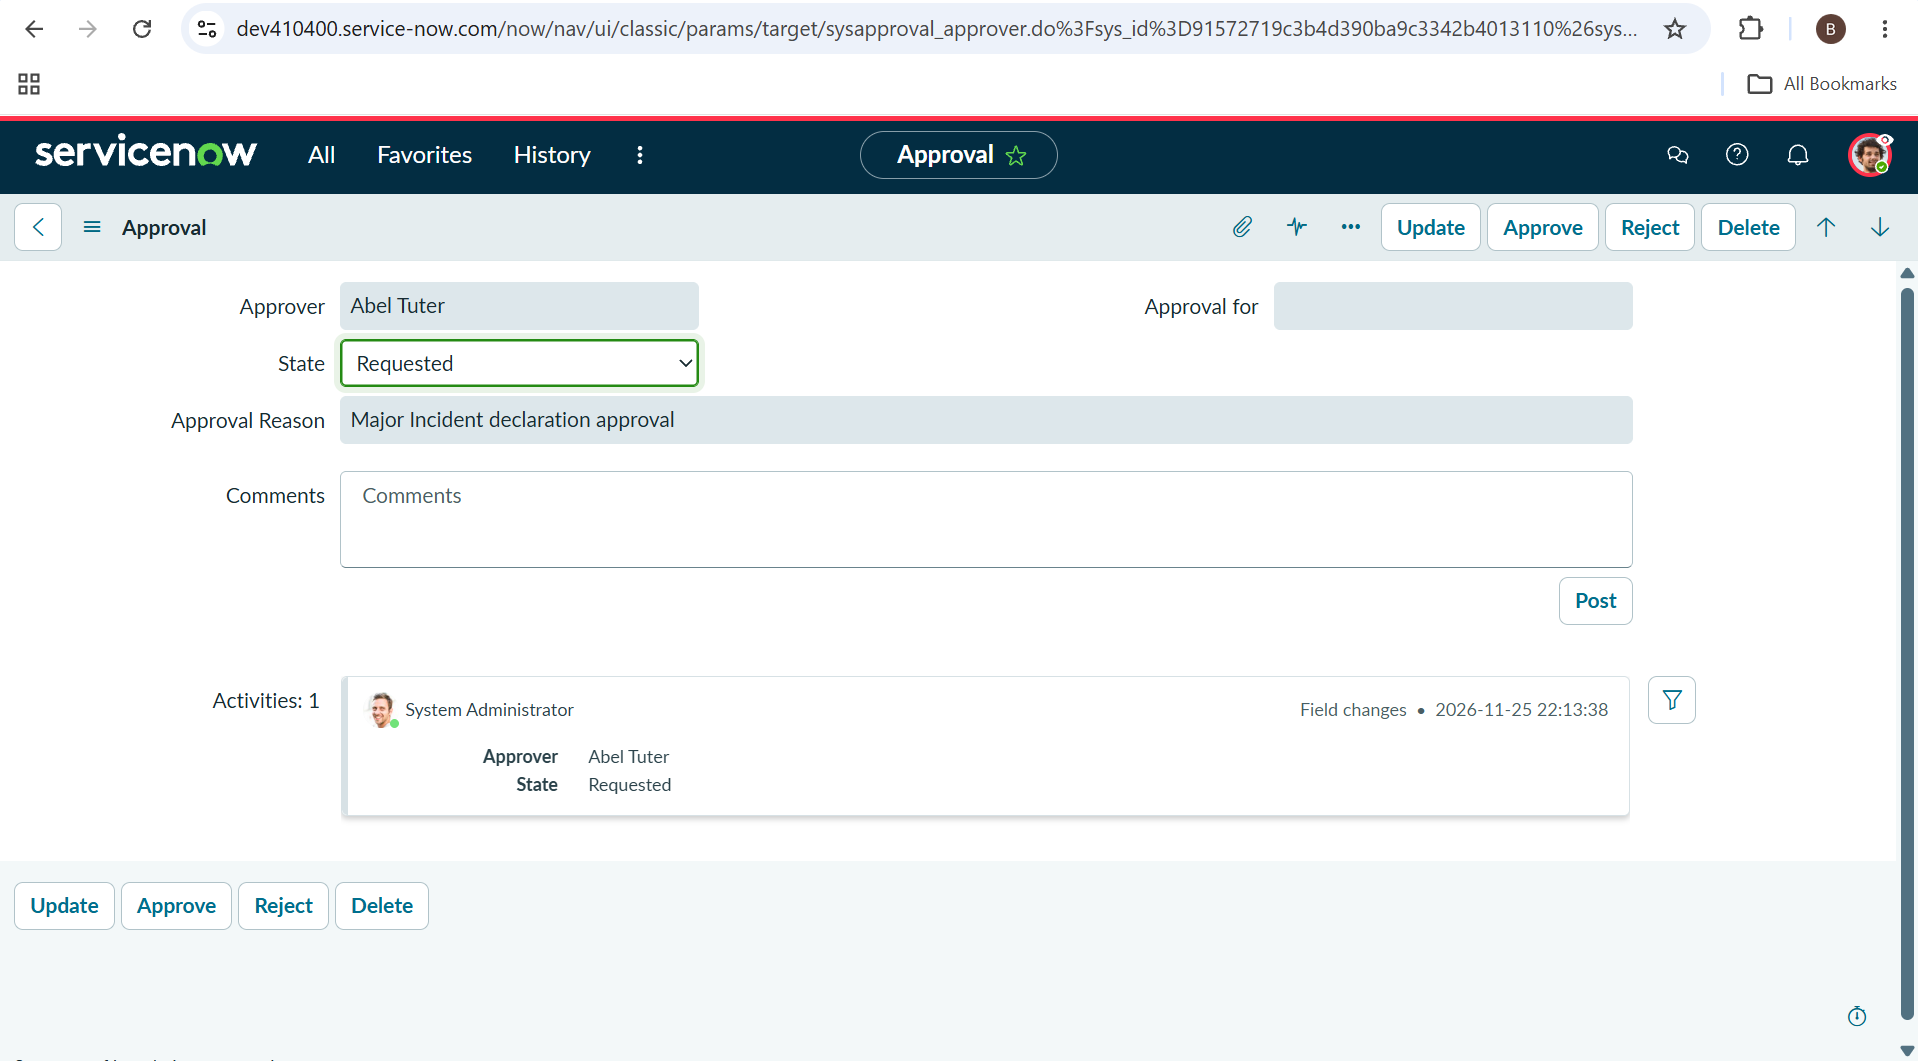 dev410400.service-now.com/now/nav/ui/classic/params/target/sysapproval_approver.do%3Fsys_id%3D91572719c3b4d390ba9c3342b4013110%26sys...
B
All Bookmarks
servicenow
All
Favorites
History
Approval
Approval
Update
Approve
Reject
Delete
Approver
Abel Tuter
Approval for
State
Requested
Approval Reason
Major Incident declaration approval
Comments
Comments
Post
Activities: 1
System Administrator
Field changes • 2026-11-25 22:13:38
Approver Abel Tuter
State Requested
Update
Approve
Reject
Delete